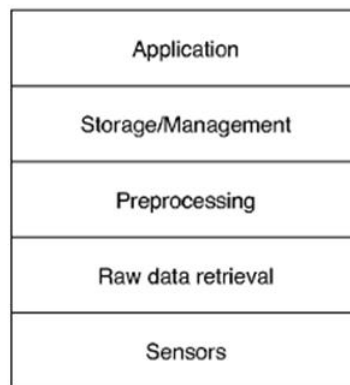 Application
Storage/Management
Preprocessing
Raw data retrieval
Sensors